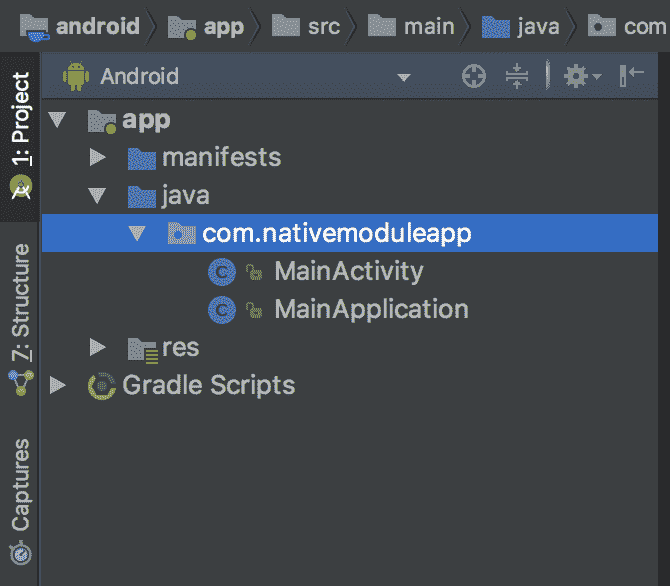 android app src main java com
Android
app
manifests
java
com.nativemoduleapp
MainActivity
MainApplication
res
Gradle Scripts
1: Project
7: Structure
Captures